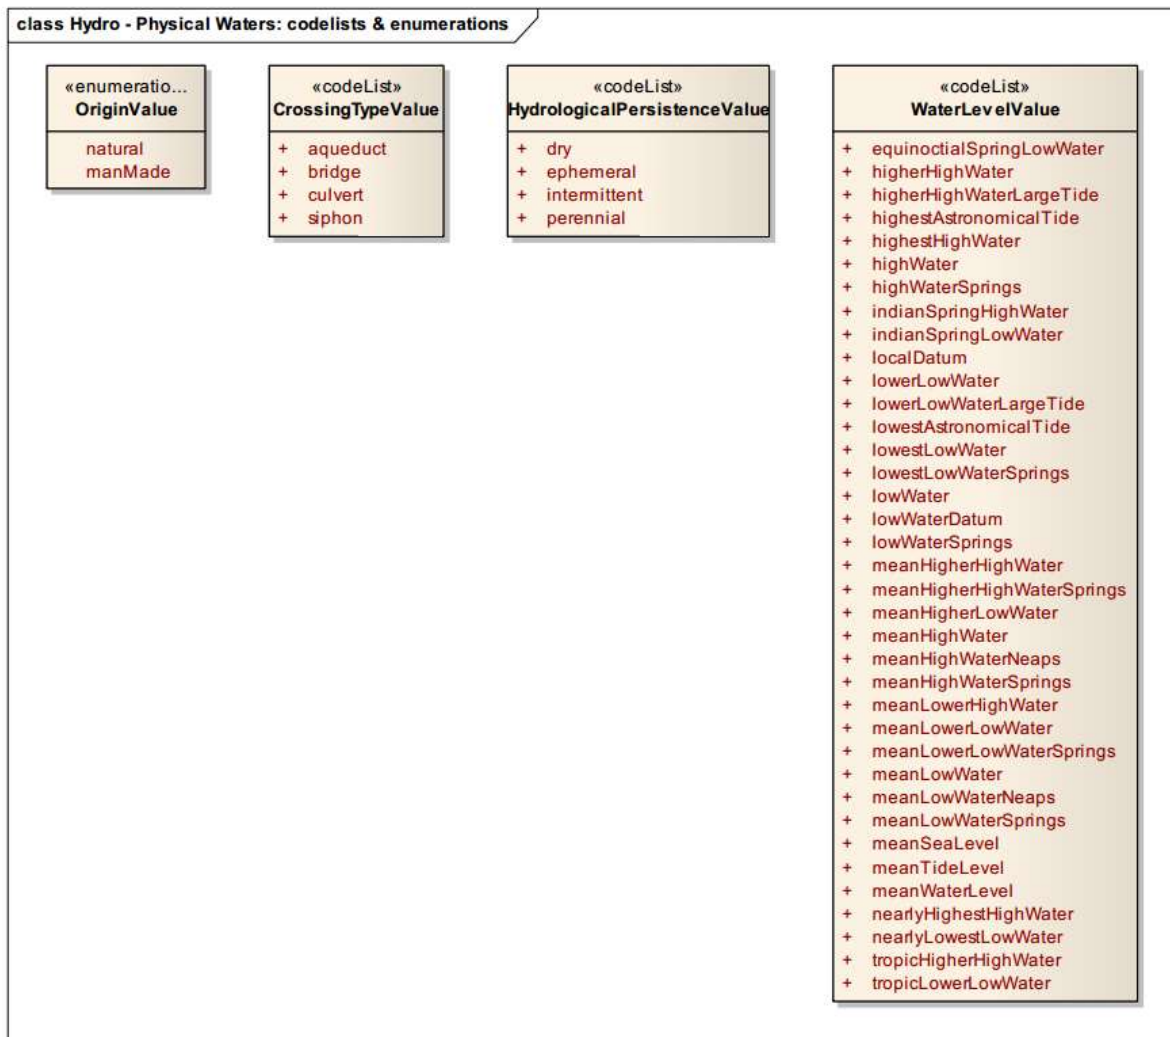 class Hydro - Physical Waters: codelists & enumerations
«enumeratio...
OriginValue
natural
manMade
«codeList»
CrossingTypeValue
+ aqueduct
+ bridge
+ culvert
+ siphon
«codeList»
HydrologicalPersistenceValue
+ dry
+ ephemeral
+ intermittent
+ perennial
«codeList»
WaterLevelValue
+ equinoctialSpringLowWater
+ higherHighWater
+ higherHighWaterLargeTide
+ highestAstronomicalTide
+ highestHighWater
+ highWater
+ highWaterSprings
+ indianSpringHighWater
+ indianSpringLowWater
+ localDatum
+ lowerLowWater
+ lowerLowWaterLargeTide
+ lowestAstronomicalTide
+ lowestLowWater
+ lowestLowWaterSprings
+ lowWater
+ lowWaterDatum
+ lowWaterSprings
+ meanHigherHighWater
+ meanHigherHighWaterSprings
+ meanHigherLowWater
+ meanHighWater
+ meanHighWaterNeaps
+ meanHighWaterSprings
+ meanLowerHighWater
+ meanLowerLowWater
+ meanLowerLowWaterSprings
+ meanLowWater
+ meanLowWaterNeaps
+ meanLowWaterSprings
+ meanSeaLevel
+ meanTideLevel
+ meanWaterLevel
+ nearlyHighestHighWater
+ nearlyLowestLowWater
+ tropicHigherHighWater
+ tropicLowerLowWater